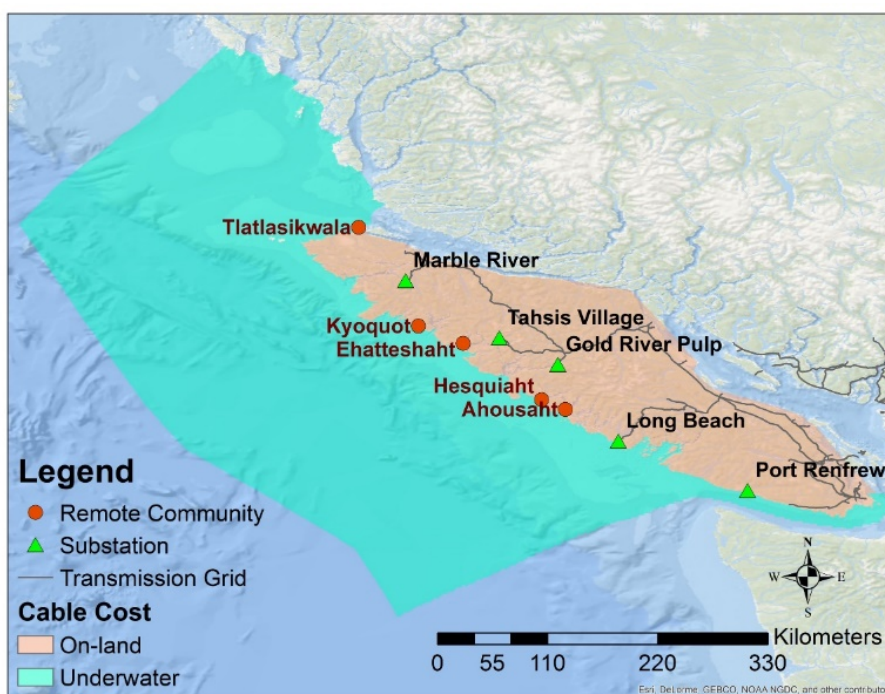 Tlatlasikwala
Marble River
Kyoquot
Tahsis Village
Ehatteshaht
Gold River Pulp
Hesquiaht
Ahousaht
Long Beach
Port Renfrew
Legend
Remote Community
Substation
Transmission Grid
Cable Cost
On-land
Underwater
N
W E
S
Kilometers
0 55 110 220 330
Esri, DeLorme, GEBCO, NOAA NGDC, and other contributo